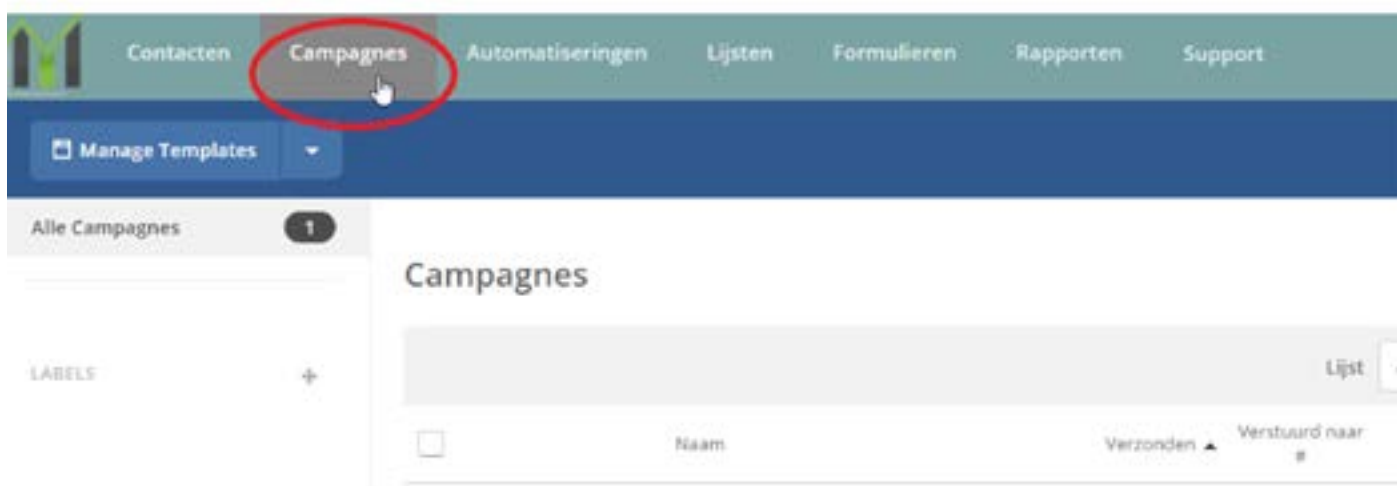 Contacten Campagnes Automatiseringen Lijsten Formulieren Rapporten Support
Manage Templates
Alle Campagnes 1
Campagnes
Lijst
LABELS +
Naam Verzonden Verstuurd naar
#